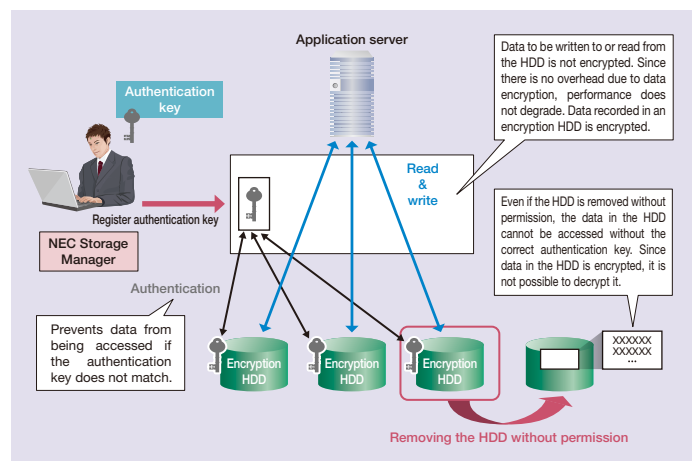 Application server
Data to be written to or read from
the HDD is not encrypted. Since
there is no overhead due to data
encryption, performance does
not degrade. Data recorded in an
encryption HDD is encrypted.
Authentication
key
Read
&
write
Register authentication key
NEC Storage
Manager
Even if the HDD is removed without
permission, the data in the HDD
cannot be accessed without the
correct authentication key. Since
data in the HDD is encrypted, it is
not possible to decrypt it.
Authentication
Prevents data from
being accessed if
the authentication
key does not match.
Encryption
HDD
Encryption
HDD
Encryption
HDD
XXXXXX
XXXXXX
...
Removing the HDD without permission